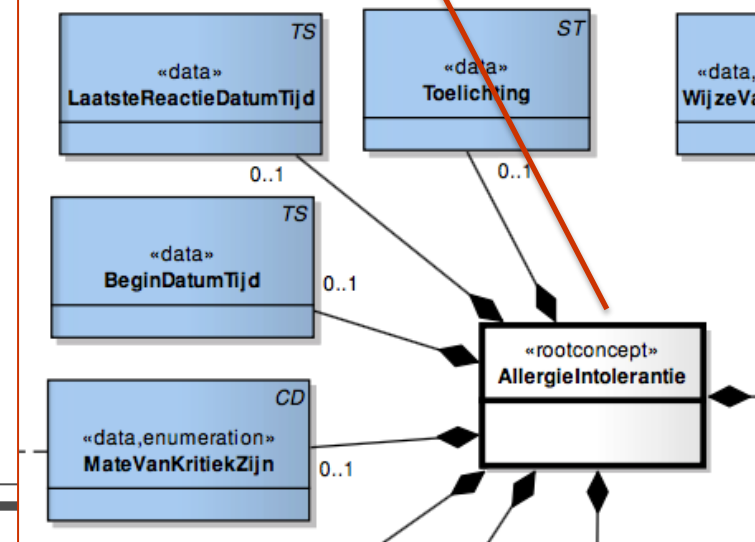 TS
«data»
LaatsteReactieDatumTijd
0..1
ST
«data»
Toelichting
0..1
«data,
WijzeVa
TS
«data»
BeginDatumTijd
0..1
CD
«data,enumeration»
MateVanKritiekZijn
0..1
«rootconcept»
AllergieIntolerantie